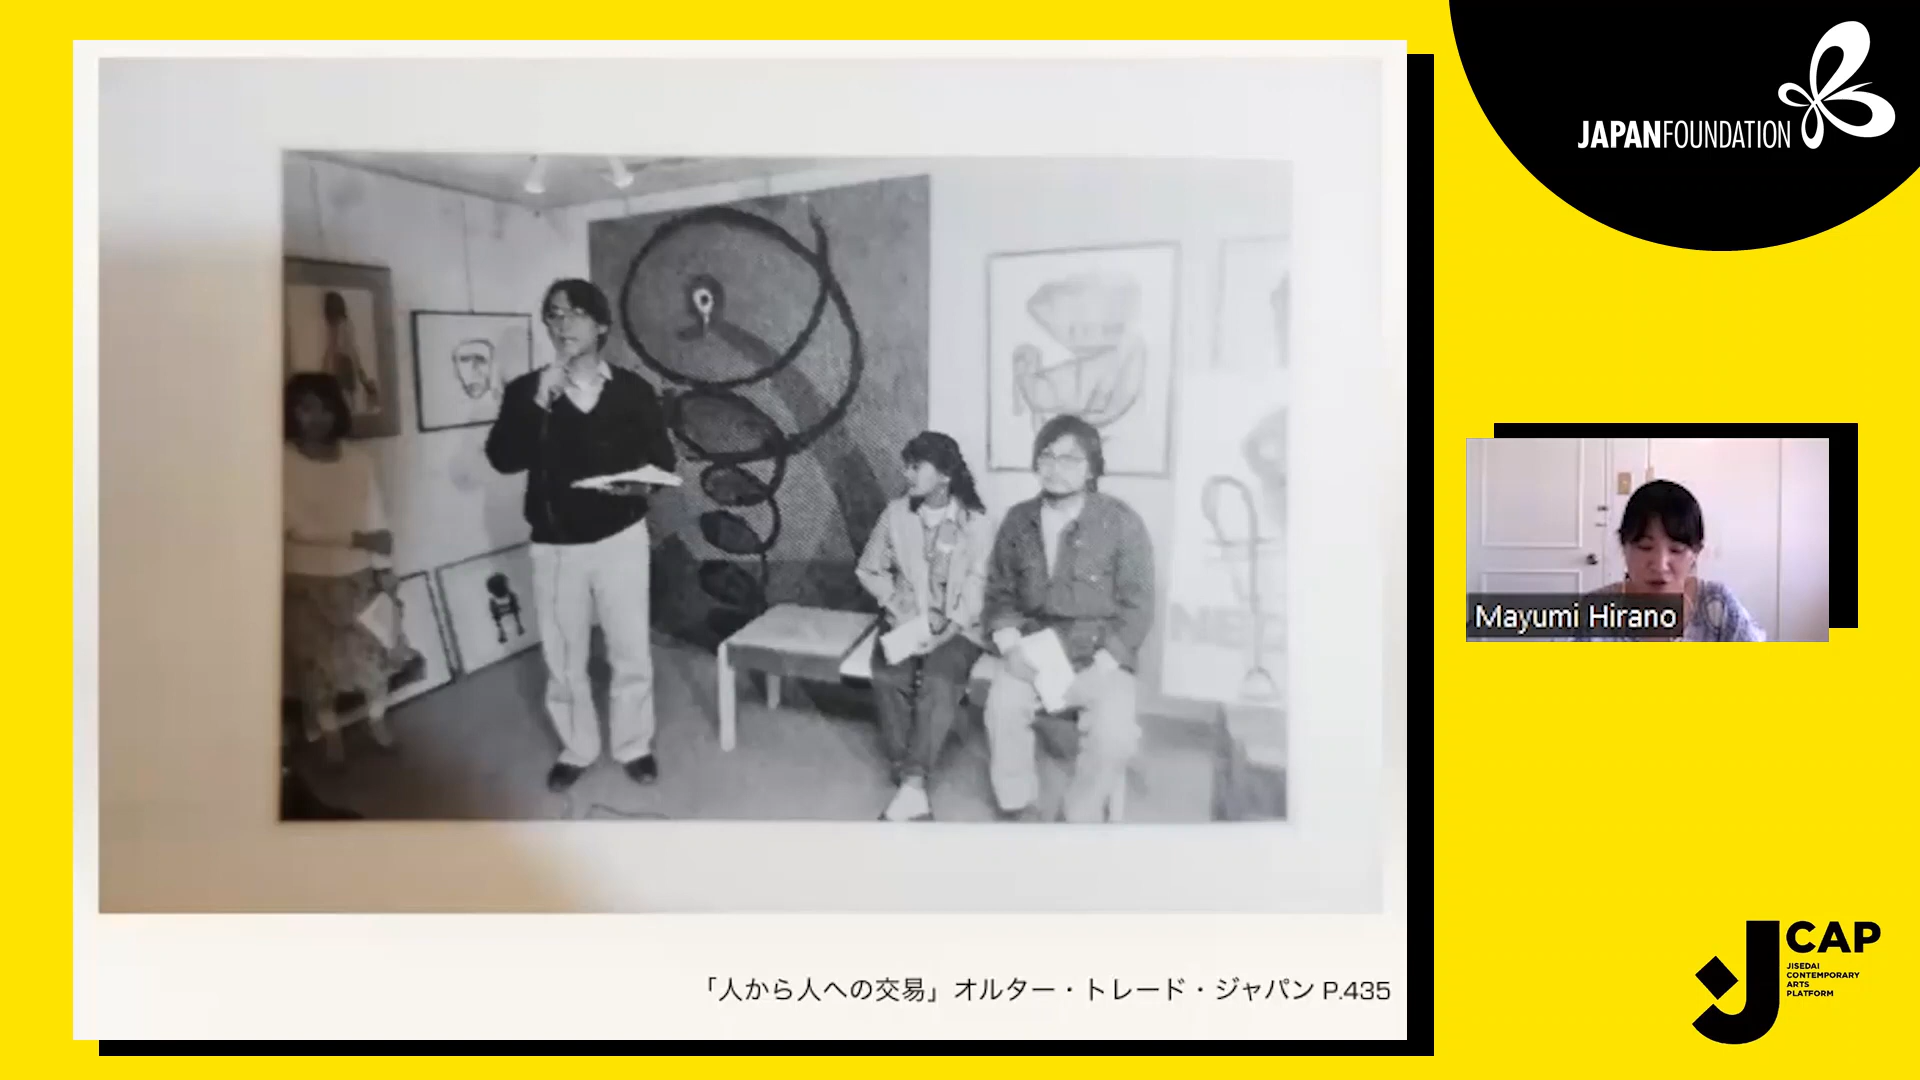 JAPANFOUNDATION
Mayumi Hirano
「人から人への交易」オルター・トレード・ジャパン P.435
JCAP
JISEDAI
CONTEMPORARY
ARTS
PLATFORM